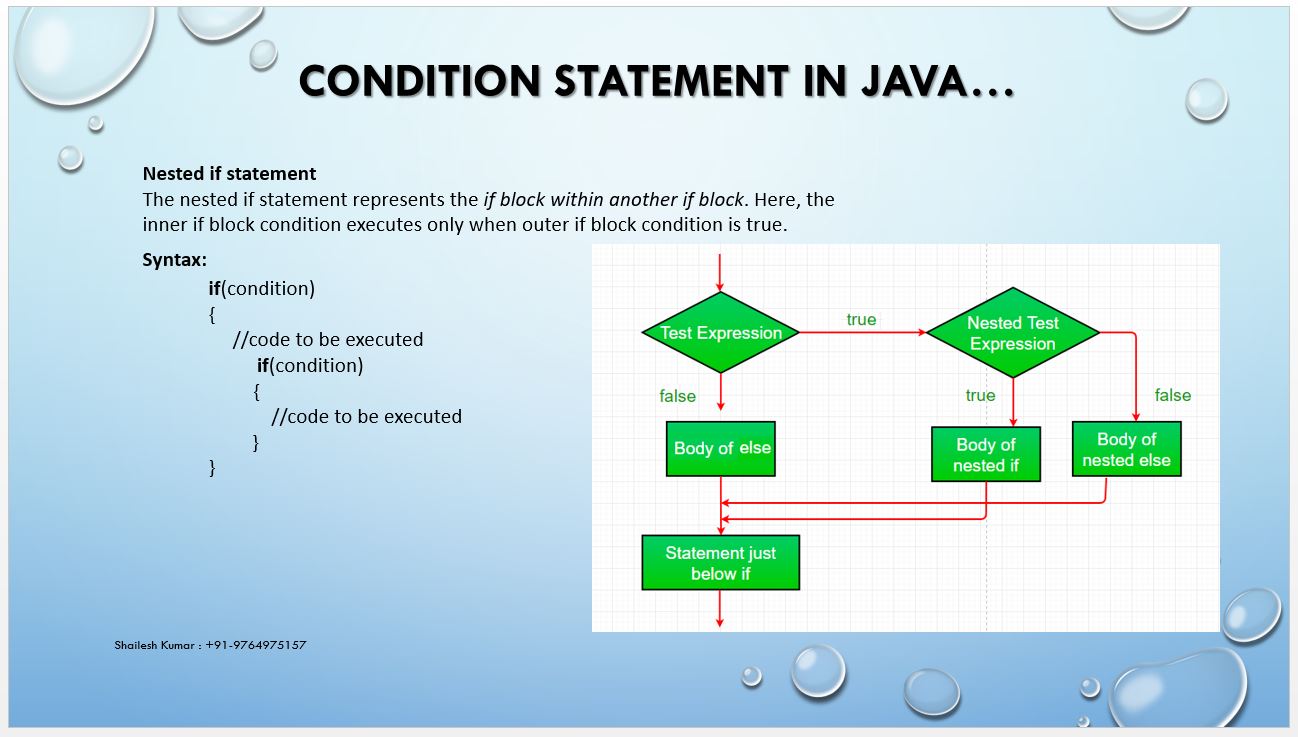 CONDITION STATEMENT IN JAVA...
Nested if statement
The nested if statement represents the if block within another if block. Here, the
inner if block condition executes only when outer if block condition is true.
Syntax:
if(condition)
{
//code to be executed
if(condition)
{
//code to be executed
}
}
Test Expression
true
Nested Test
Expression
false
true
false
Body of else
Body of
nested if
Body of
nested else
Statement just
below if
Shailesh Kumar : +91-9764975157